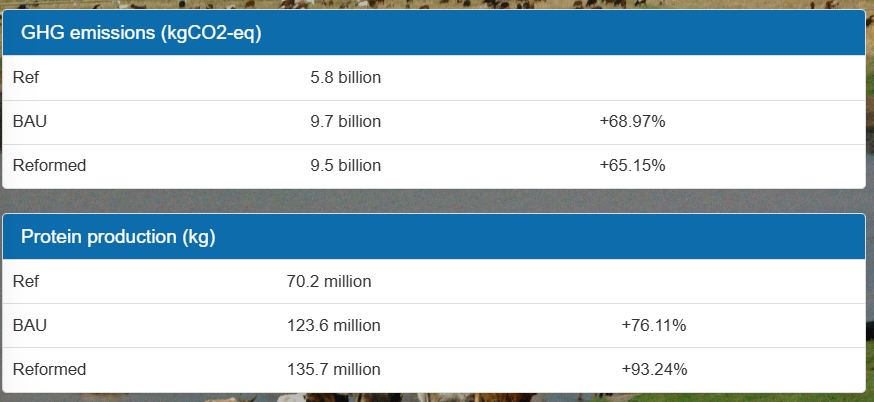 GHG emissions (kgCO2-eq)
Ref 5.8 billion
BAU 9.7 billion +68.97%
Reformed 9.5 billion +65.15%
Protein production (kg)
Ref 70.2 million
BAU 123.6 million +76.11%
Reformed 135.7 million +93.24%